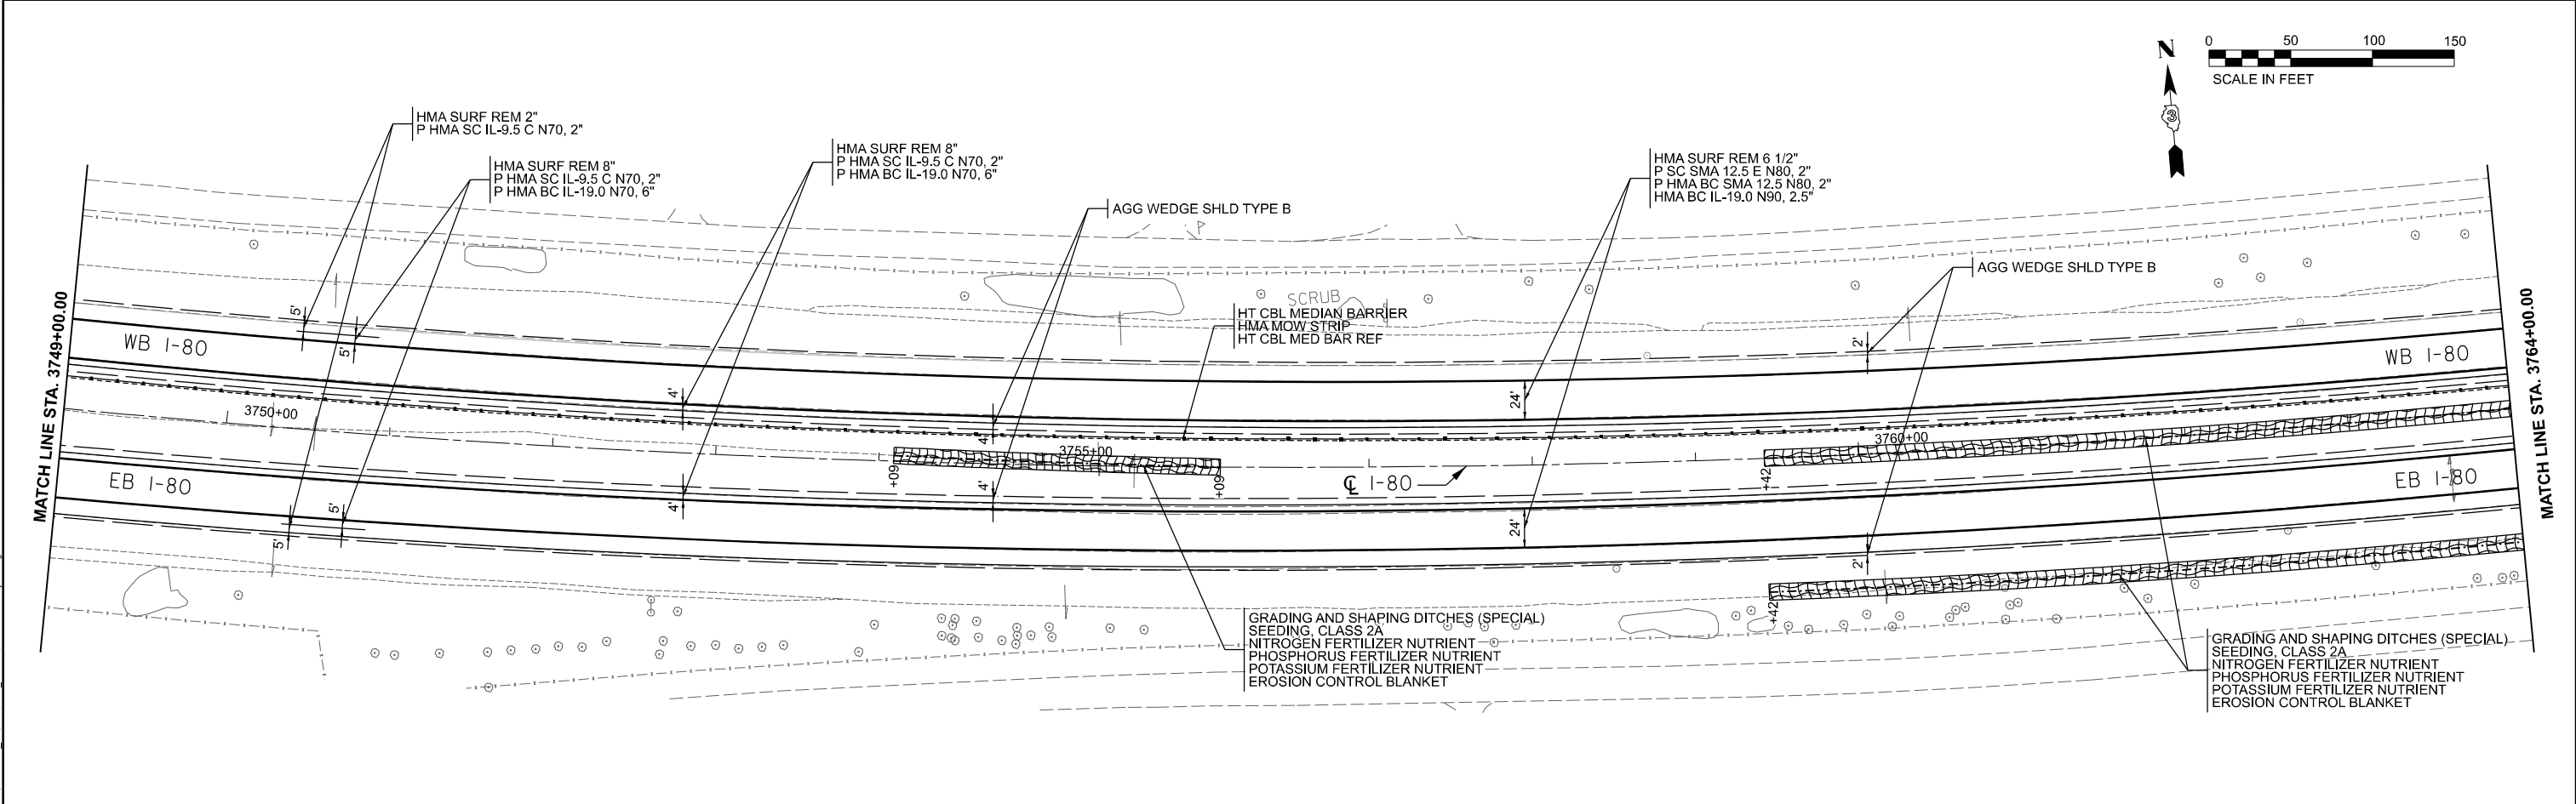 N
0 50 100 150
SCALE IN FEET
3
HMA SURF REM 2"
P HMA SC IL-9.5 C N70, 2"
HMA SURF REM 8"
P HMA SC IL-9.5 C N70, 2"
P HMA BC IL-19.0 N70, 6"
HMA SURF REM 8"
P HMA SC IL-9.5 C N70, 2"
P HMA BC IL-19.0 N70, 6"
AGG WEDGE SHLD TYPE B
HMA SURF REM 6 1/2"
P SC SMA 12.5 E N80, 2"
P HMA BC SMA 12.5 N80, 2"
HMA BC IL-19.0 N90, 2.5"
AGG WEDGE SHLD TYPE B
SCRUB
HT CBL MEDIAN BARRIER
HMA MOW STRIP
HT CBL MED BAR REF
MATCH LINE STA. 3749+00.00
MATCH LINE STA. 3764+00.00
5'
5'
2'
WB I-80
WB I-80
4'
24'
4'
3750+00
3755+00
3760+00
+09
+09
+42
℄ I-80
EB I-80
EB I-80
4'
4'
5'
5'
24'
2'
+42
GRADING AND SHAPING DITCHES (SPECIAL)
SEEDING, CLASS 2A
NITROGEN FERTILIZER NUTRIENT
PHOSPHORUS FERTILIZER NUTRIENT
POTASSIUM FERTILIZER NUTRIENT
EROSION CONTROL BLANKET
GRADING AND SHAPING DITCHES (SPECIAL)
SEEDING, CLASS 2A
NITROGEN FERTILIZER NUTRIENT
PHOSPHORUS FERTILIZER NUTRIENT
POTASSIUM FERTILIZER NUTRIENT
EROSION CONTROL BLANKET